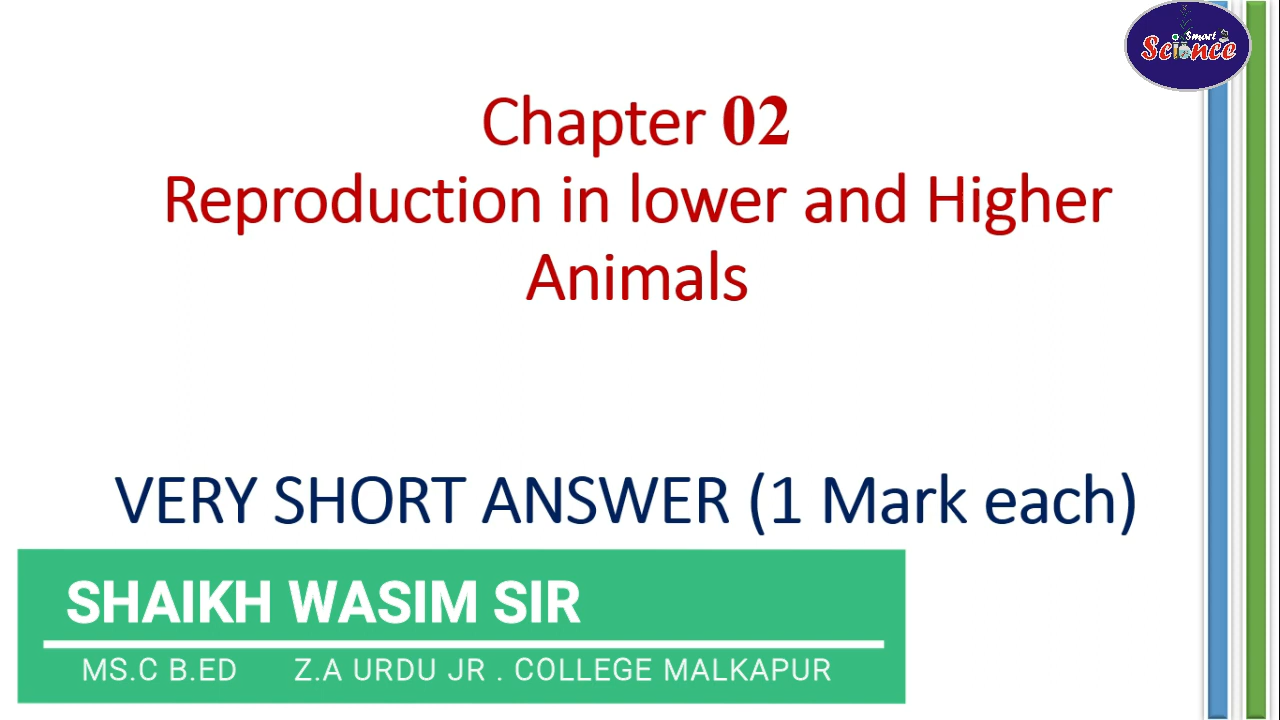 Smart
Science
Chapter 02
Reproduction in lower and Higher
Animals
VERY SHORT ANSWER (1 Mark each)
SHAIKH WASIM SIR
MS.C B.ED Z.A URDU JR . COLLEGE MALKAPUR